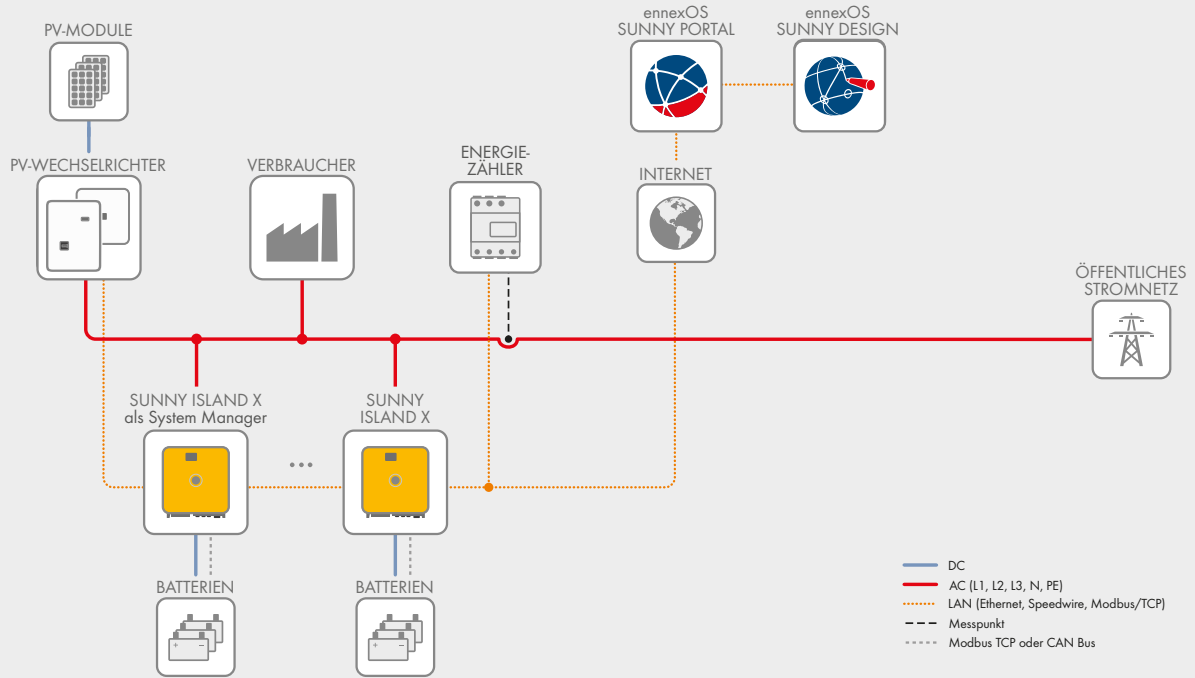 PV-MODULE
ennexOS
SUNNY PORTAL
ennexOS
SUNNY DESIGN
PV-WECHSELRICHTER
VERBRAUCHER
ENERGIE-
ZÄHLER
INTERNET
ÖFFENTLICHES
STROMNETZ
SUNNY ISLAND X
als System Manager
SUNNY
ISLAND X
...
BATTERIEN
BATTERIEN
DC
AC (L1, L2, L3, N, PE)
LAN (Ethernet, Speedwire, Modbus/TCP)
Messpunkt
Modbus TCP oder CAN Bus